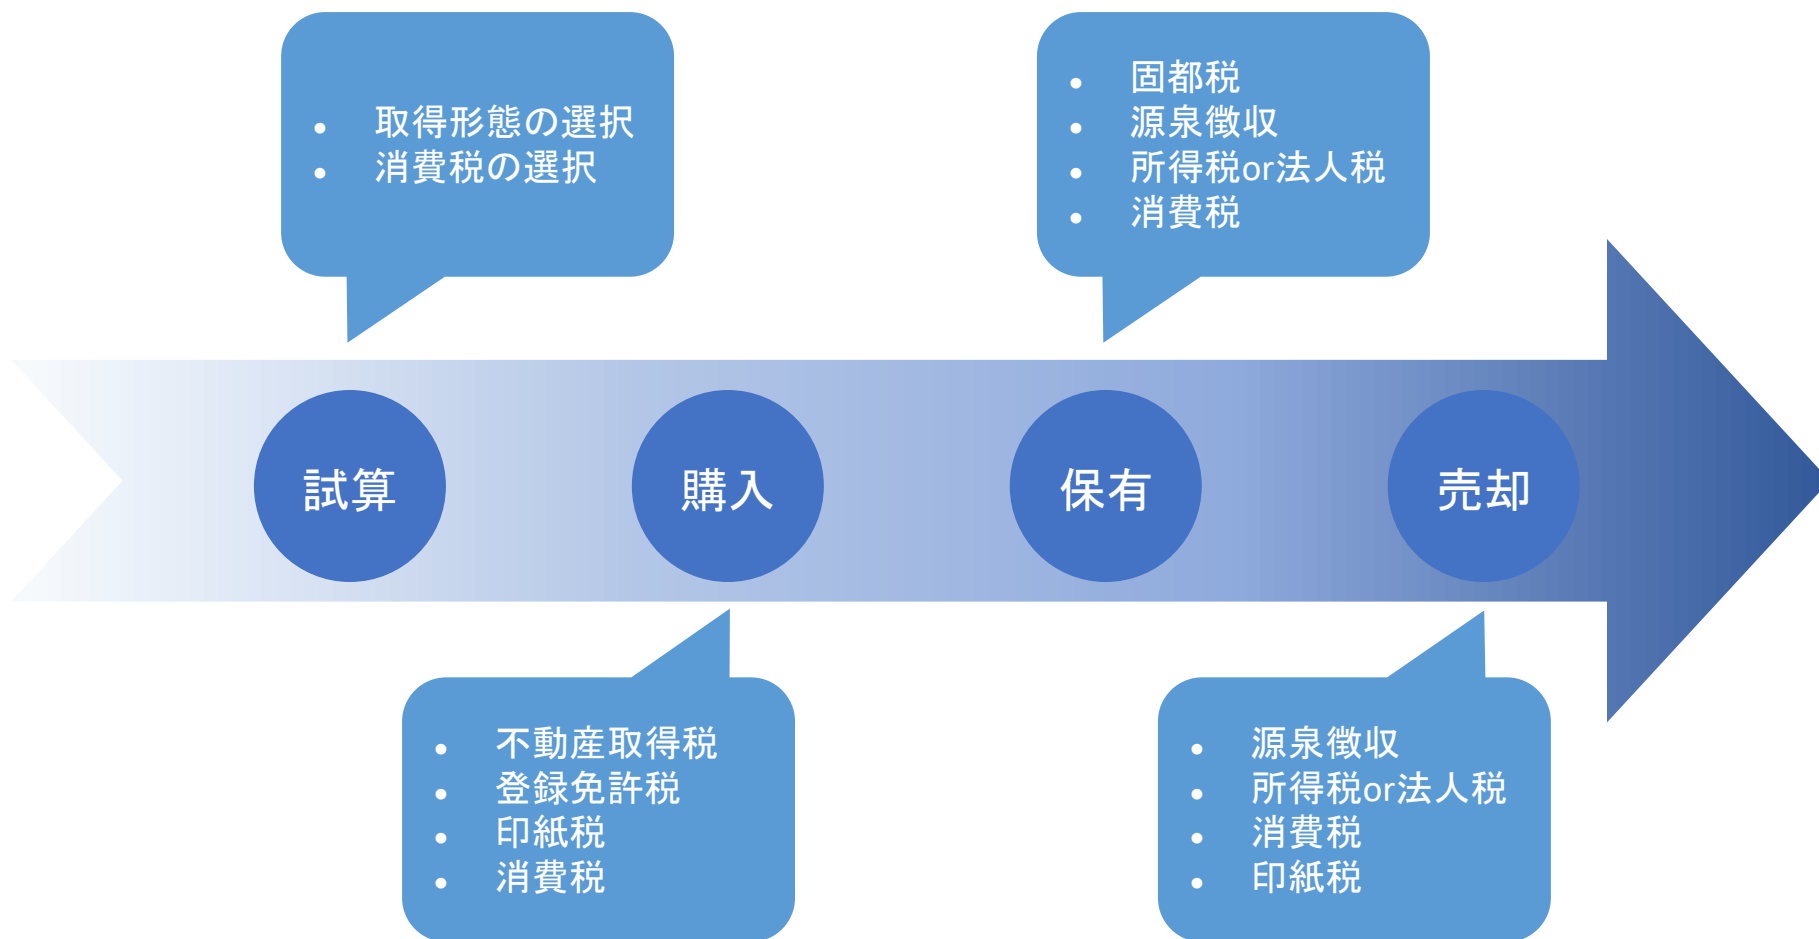 • 取得形態の選択
• 消費税の選択
• 固都税
• 源泉徴収
• 所得税or法人税
• 消費税
試算
購入
保有
売却
• 不動産取得税
• 登録免許税
• 印紙税
• 消費税
• 源泉徴収
• 所得税or法人税
• 消費税
• 印紙税